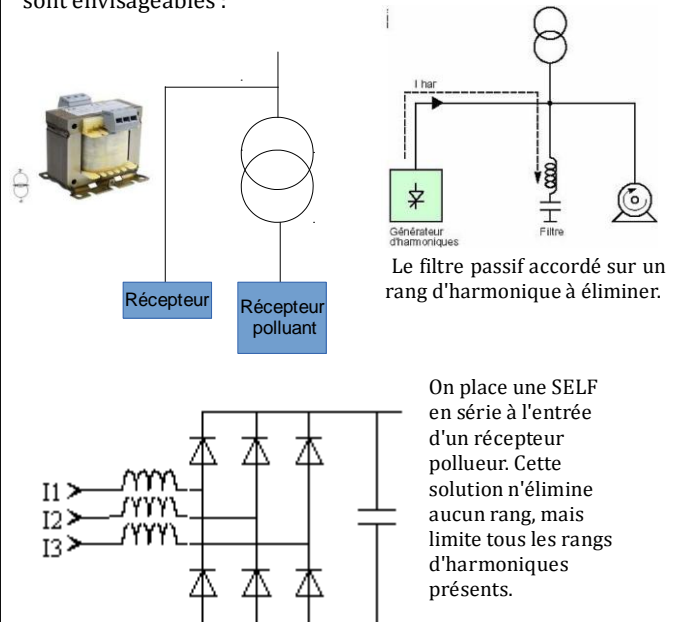 sont envisageables :
I har
Générateur
d'harmoniques
Filtre
Récepteur
Récepteur
polluant
Le filtre passif accordé sur un
rang d'harmonique à éliminer.
On place une SELF
en série à l'entrée
d'un récepteur
pollueur. Cette
solution n'élimine
aucun rang, mais
limite tous les rangs
d'harmoniques
présents.
I1
I2
I3